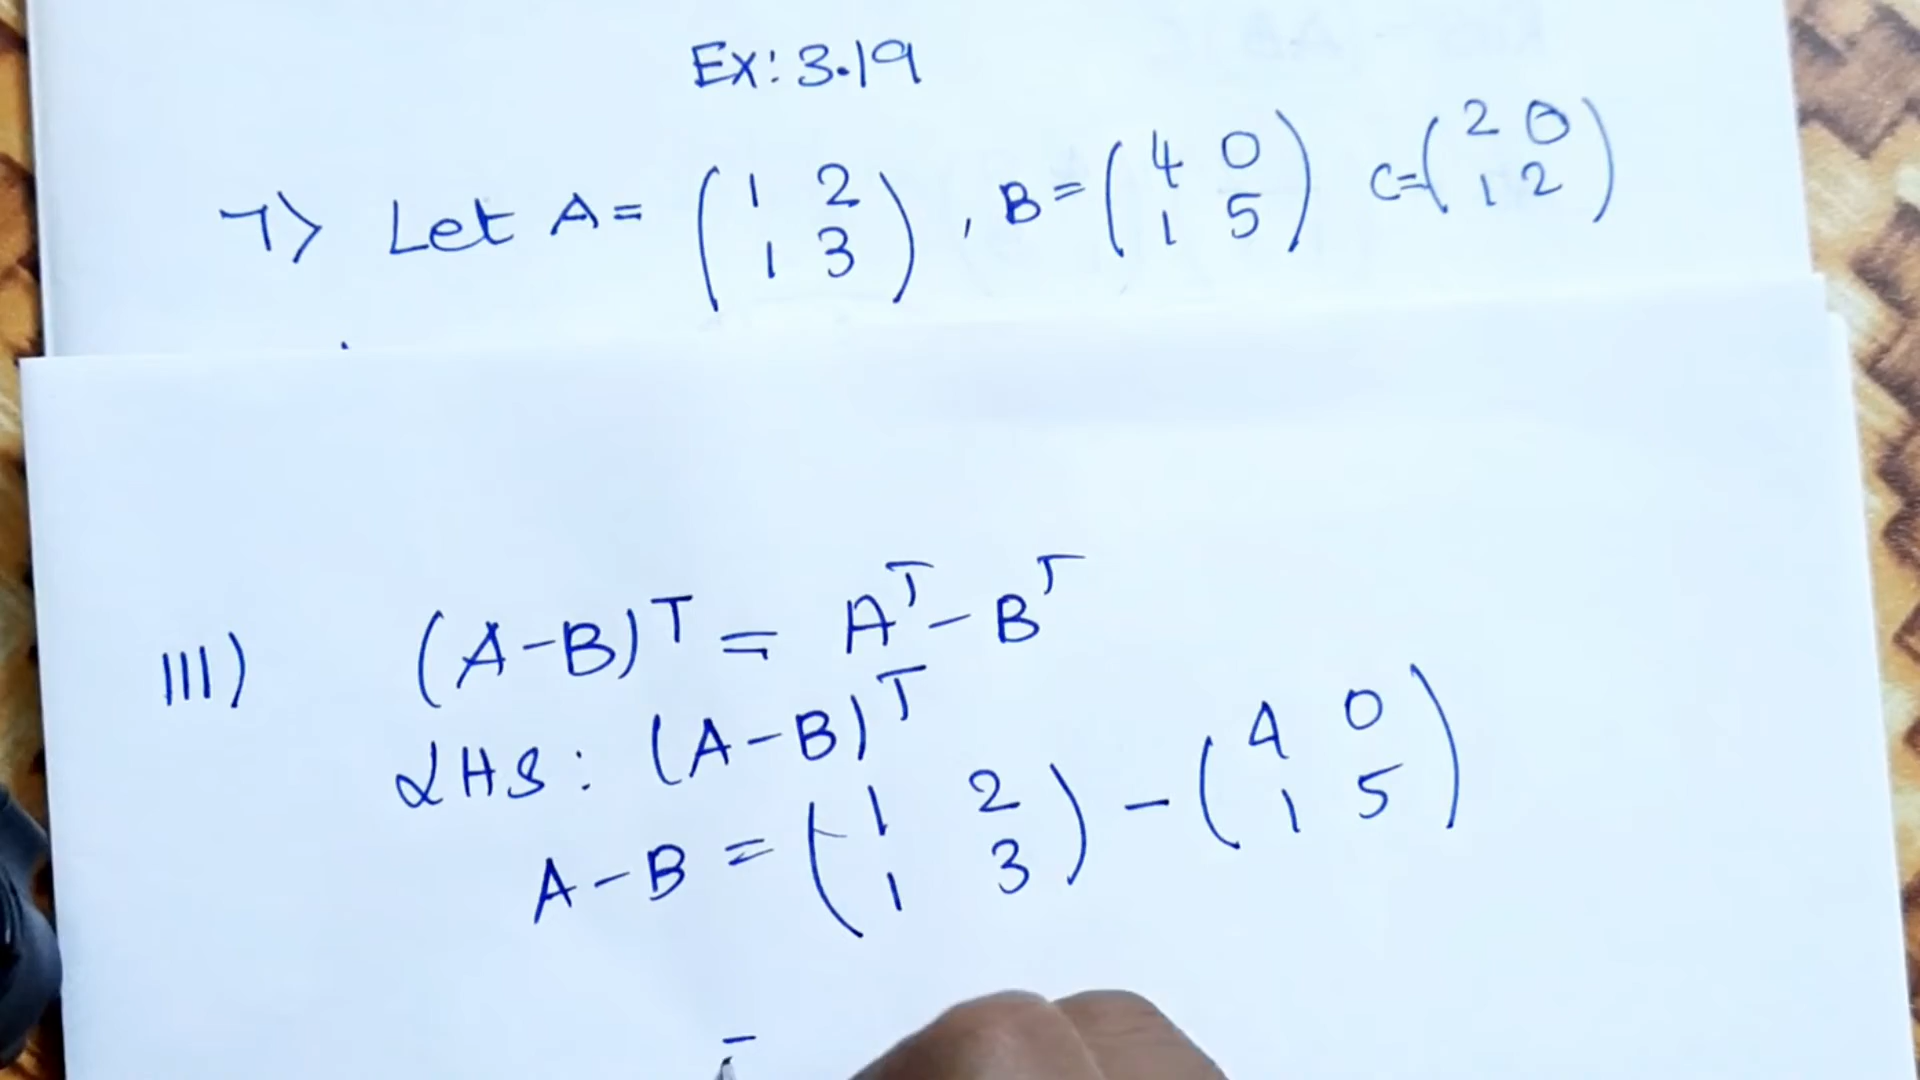 Ex: 3.19
7) Let A = ( 1 2 1 3 ) , B = ( 4 0 1 5 ) C = ( 2 0 1 2 )
III) (A-B)^T = A^T - B^T
LHS : (A-B)^T
A-B = ( 1 2 1 3 ) - ( 4 0 1 5 )